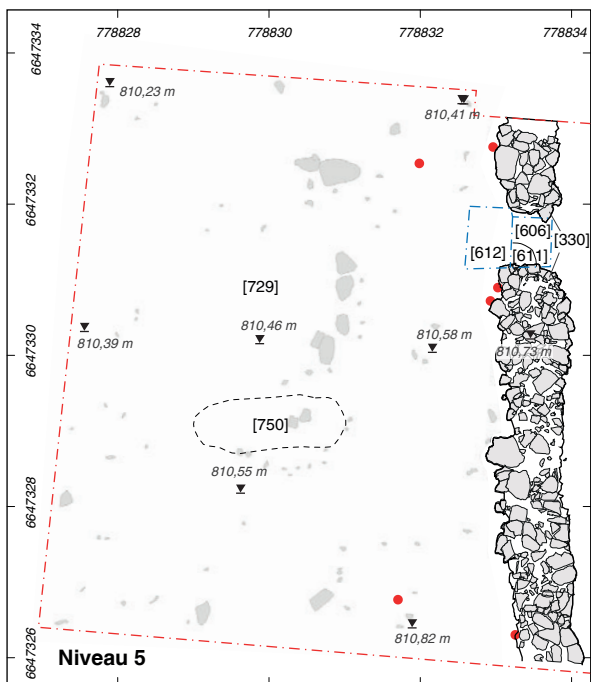 778828 778830 778832 778834
6647334
810,23 m
810,41 m
6647332
[606]
[330]
[612] [611]
[729]
6647330
810,46 m
810,58 m
810,39 m
810,73 m
[750]
810,55 m
6647328
810,82 m
6647326
Niveau 5